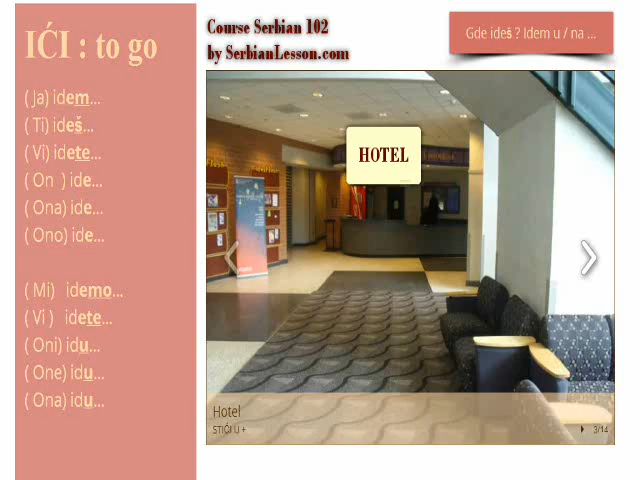 IĆI : to go
( Ja) idem...
( Ti) ideš...
( Vi) idete...
( On ) ide...
( Ona) ide...
( Ono) ide...
( Mi) idemo...
( Vi ) idete...
( Oni) idu...
( One) idu...
( Ona) idu...
Course Serbian 102
by SerbianLesson.com
Gde ideš ? Idem u / na ...
HOTEL
Hotel
STIĆI U +
3/14